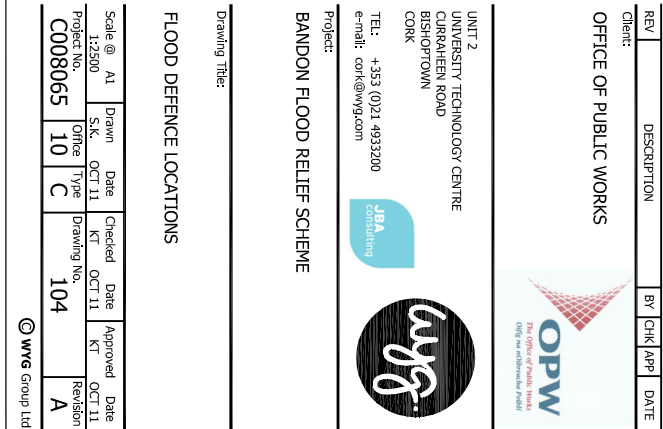 REV DESCRIPTION BY CHK APP DATE
Client:
OFFICE OF PUBLIC WORKS
OPW
The Office of Public Works
Oifig na nOibreacha Poiblí
UNIT 2
UNIVERSITY TECHNOLOGY CENTRE
CURRAHEEN ROAD
BISHOPTOWN
CORK
TEL: +353 (0)21 4933200
e-mail: cork@wyg.com
JBA
consulting
wyg:
Project:
BANDON FLOOD RELIEF SCHEME
Drawing Title:
FLOOD DEFENCE LOCATIONS
Scale @ A1 Drawn Date Checked Date Approved Date
1:2500 S.K. OCT 11 KT OCT 11 KT OCT 11
Project No. Office Type Drawing No. Revision
C008065 10 C 104 A
© WYG Group Ltd